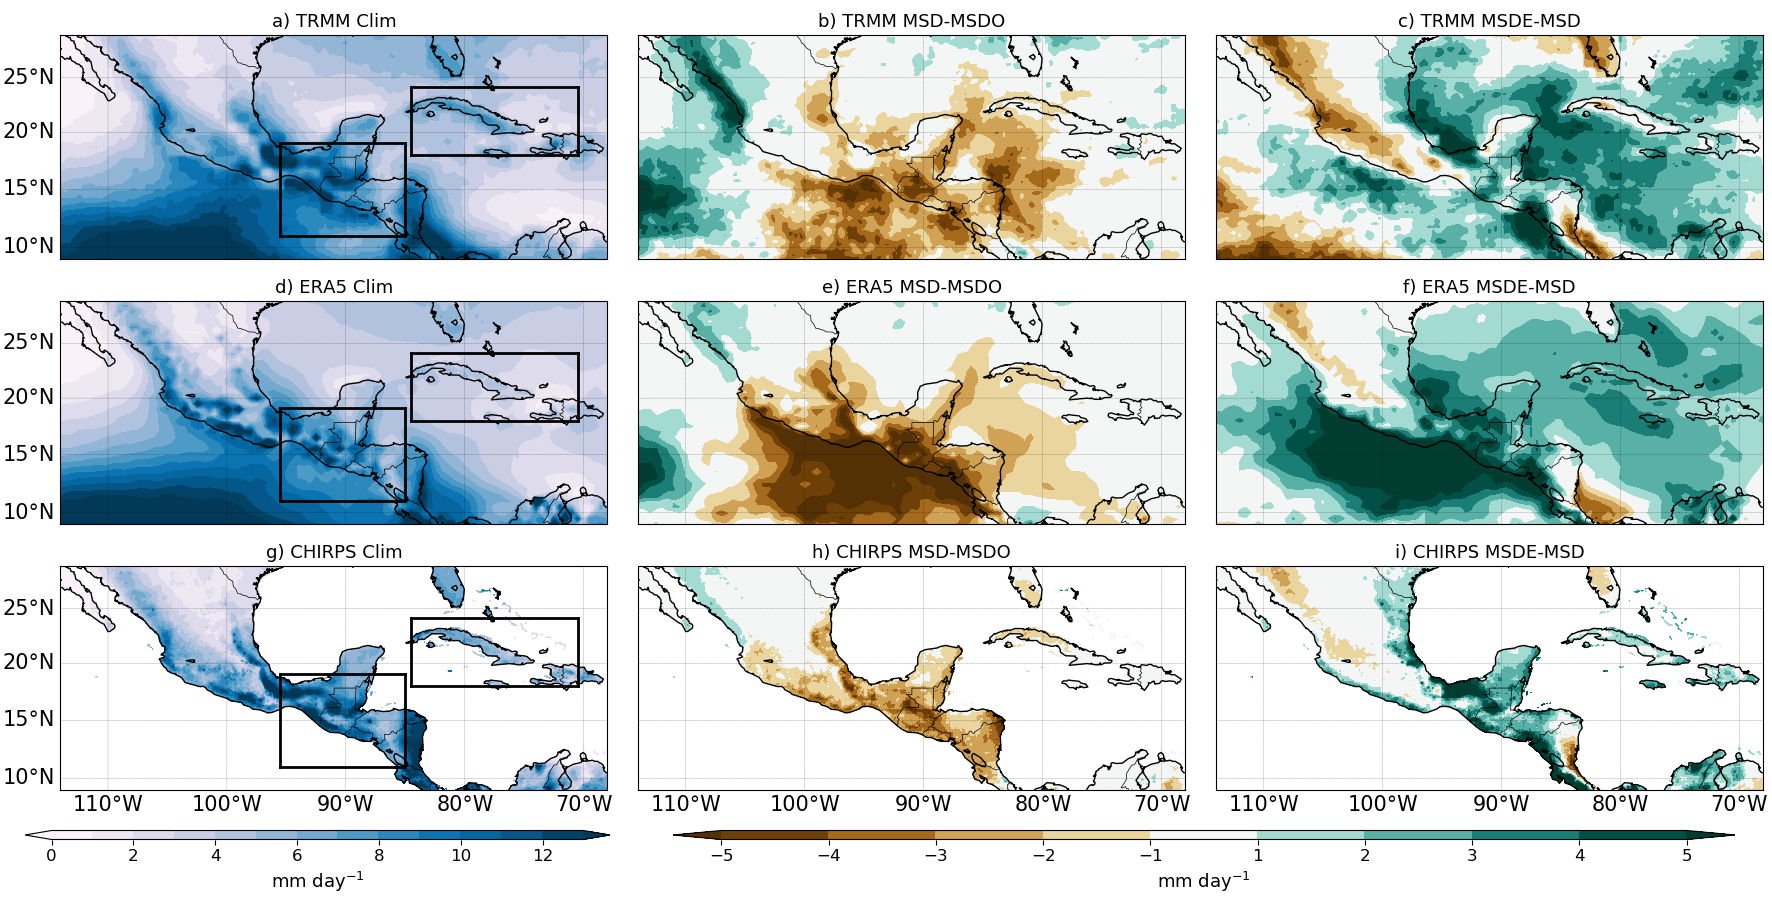 a) TRMM Clim
b) TRMM MSD-MSDO
c) TRMM MSDE-MSD
25°N
20°N
15°N
10°N
d) ERA5 Clim
e) ERA5 MSD-MSDO
f) ERA5 MSDE-MSD
25°N
20°N
15°N
10°N
g) CHIRPS Clim
h) CHIRPS MSD-MSDO
i) CHIRPS MSDE-MSD
25°N
20°N
15°N
10°N
110°W 100°W 90°W 80°W 70°W
110°W 100°W 90°W 80°W 70°W
110°W 100°W 90°W 80°W 70°W
0 2 4 6 8 10 12
mm day⁻¹
−5 −4 −3 −2 −1 1 2 3 4 5
mm day⁻¹